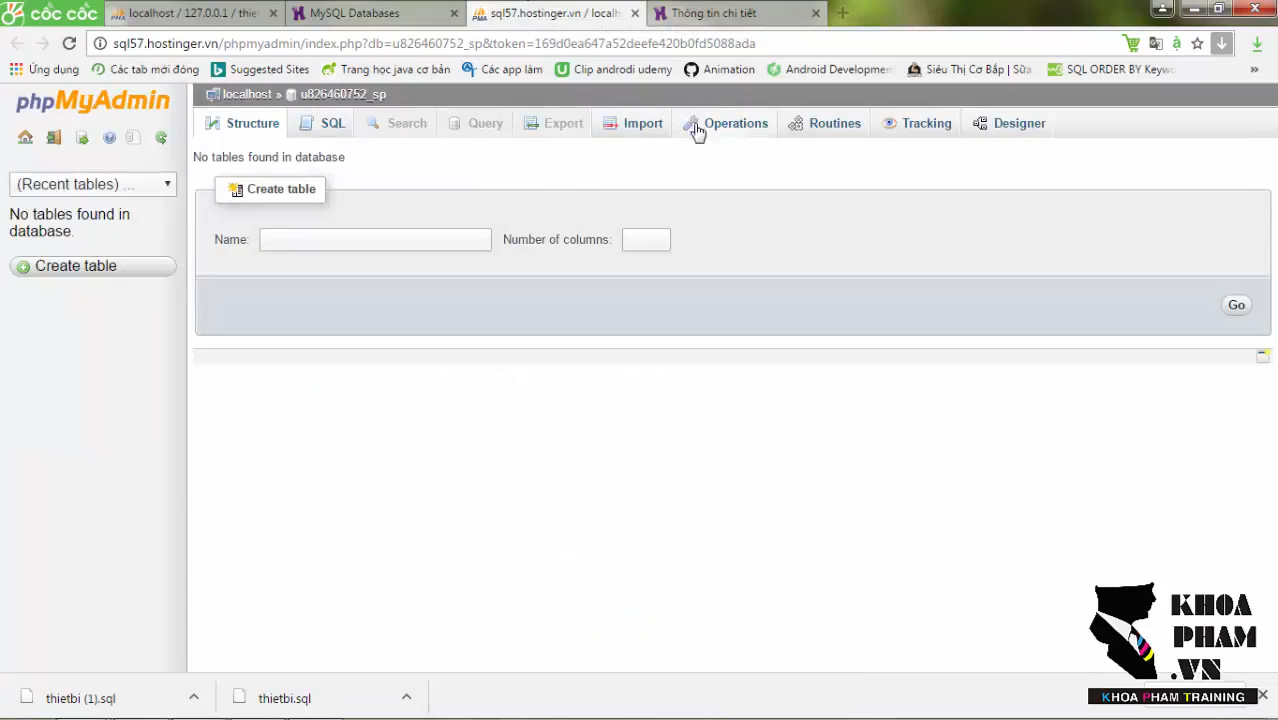 CỐC CỐC
localhost / 127.0.0.1 / thiet
MySQL Databases
sql57.hostinger.vn / localh
Thông tin chi tiết
sql57.hostinger.vn/phpmyadmin/index.php?db=u826460752_sp&token=169d0ea647a52deefe420b0fd5088ada
Ứng dụng
Các tab mới đóng
Suggested Sites
Trang học java cơ bản
Các app làm
Clip androdi udemy
Animation
Android Developmen
Siêu Thị Cơ Bắp | Sữa
SQL ORDER BY Keyw
phpMyAdmin
localhost » u826460752_sp
Structure
SQL
Search
Query
Export
Import
Operations
Routines
Tracking
Designer
(Recent tables) ...
No tables found in
database.
Create table
No tables found in database
Create table
Name:
Number of columns:
Go
thietbi (1).sql
thietbi.sql
KHOA
PHAM
.VN
KHOA PHAM TRAINING